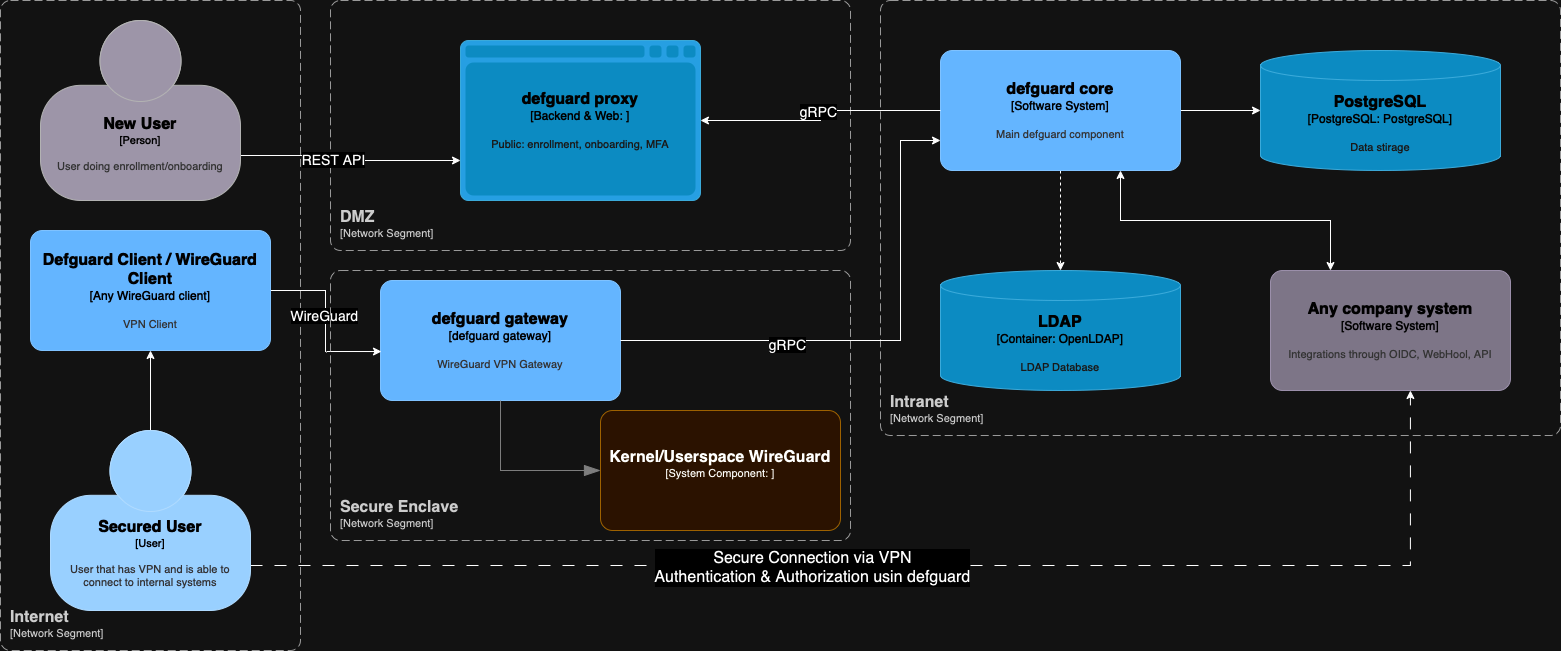 New User
[Person]
User doing enrollment/onboarding
REST API
defguard proxy
[Backend & Web: ]
Public: enrollment, onboarding, MFA
DMZ
[Network Segment]
gRPC
defguard core
[Software System]
Main defguard component
PostgreSQL
[PostgreSQL: PostgreSQL]
Data stirage
Defguard Client / WireGuard
Client
[Any WireGuard client]
VPN Client
WireGuard
defguard gateway
[defguard gateway]
WireGuard VPN Gateway
gRPC
LDAP
[Container: OpenLDAP]
LDAP Database
Any company system
[Software System]
Integrations through OIDC, WebHool, API
Intranet
[Network Segment]
Kernel/Userspace WireGuard
[System Component: ]
Secure Enclave
[Network Segment]
Secured User
[User]
User that has VPN and is able to
connect to internal systems
Secure Connection via VPN
Authentication & Authorization usin defguard
Internet
[Network Segment]